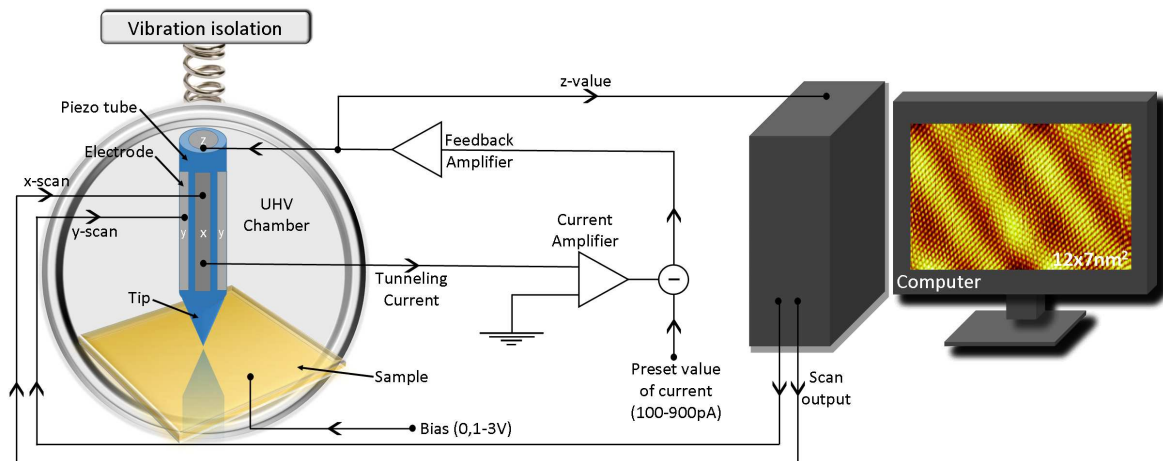 Vibration isolation
z-value
Piezo tube
z
Feedback
Amplifier
Electrode
x-scan
UHV
Chamber
y-scan
y
x
y
Current
Amplifier
Tunneling
Current
12x7nm²
Computer
Tip
Sample
Preset value
of current
(100-900pA)
Scan
output
Bias (0,1-3V)